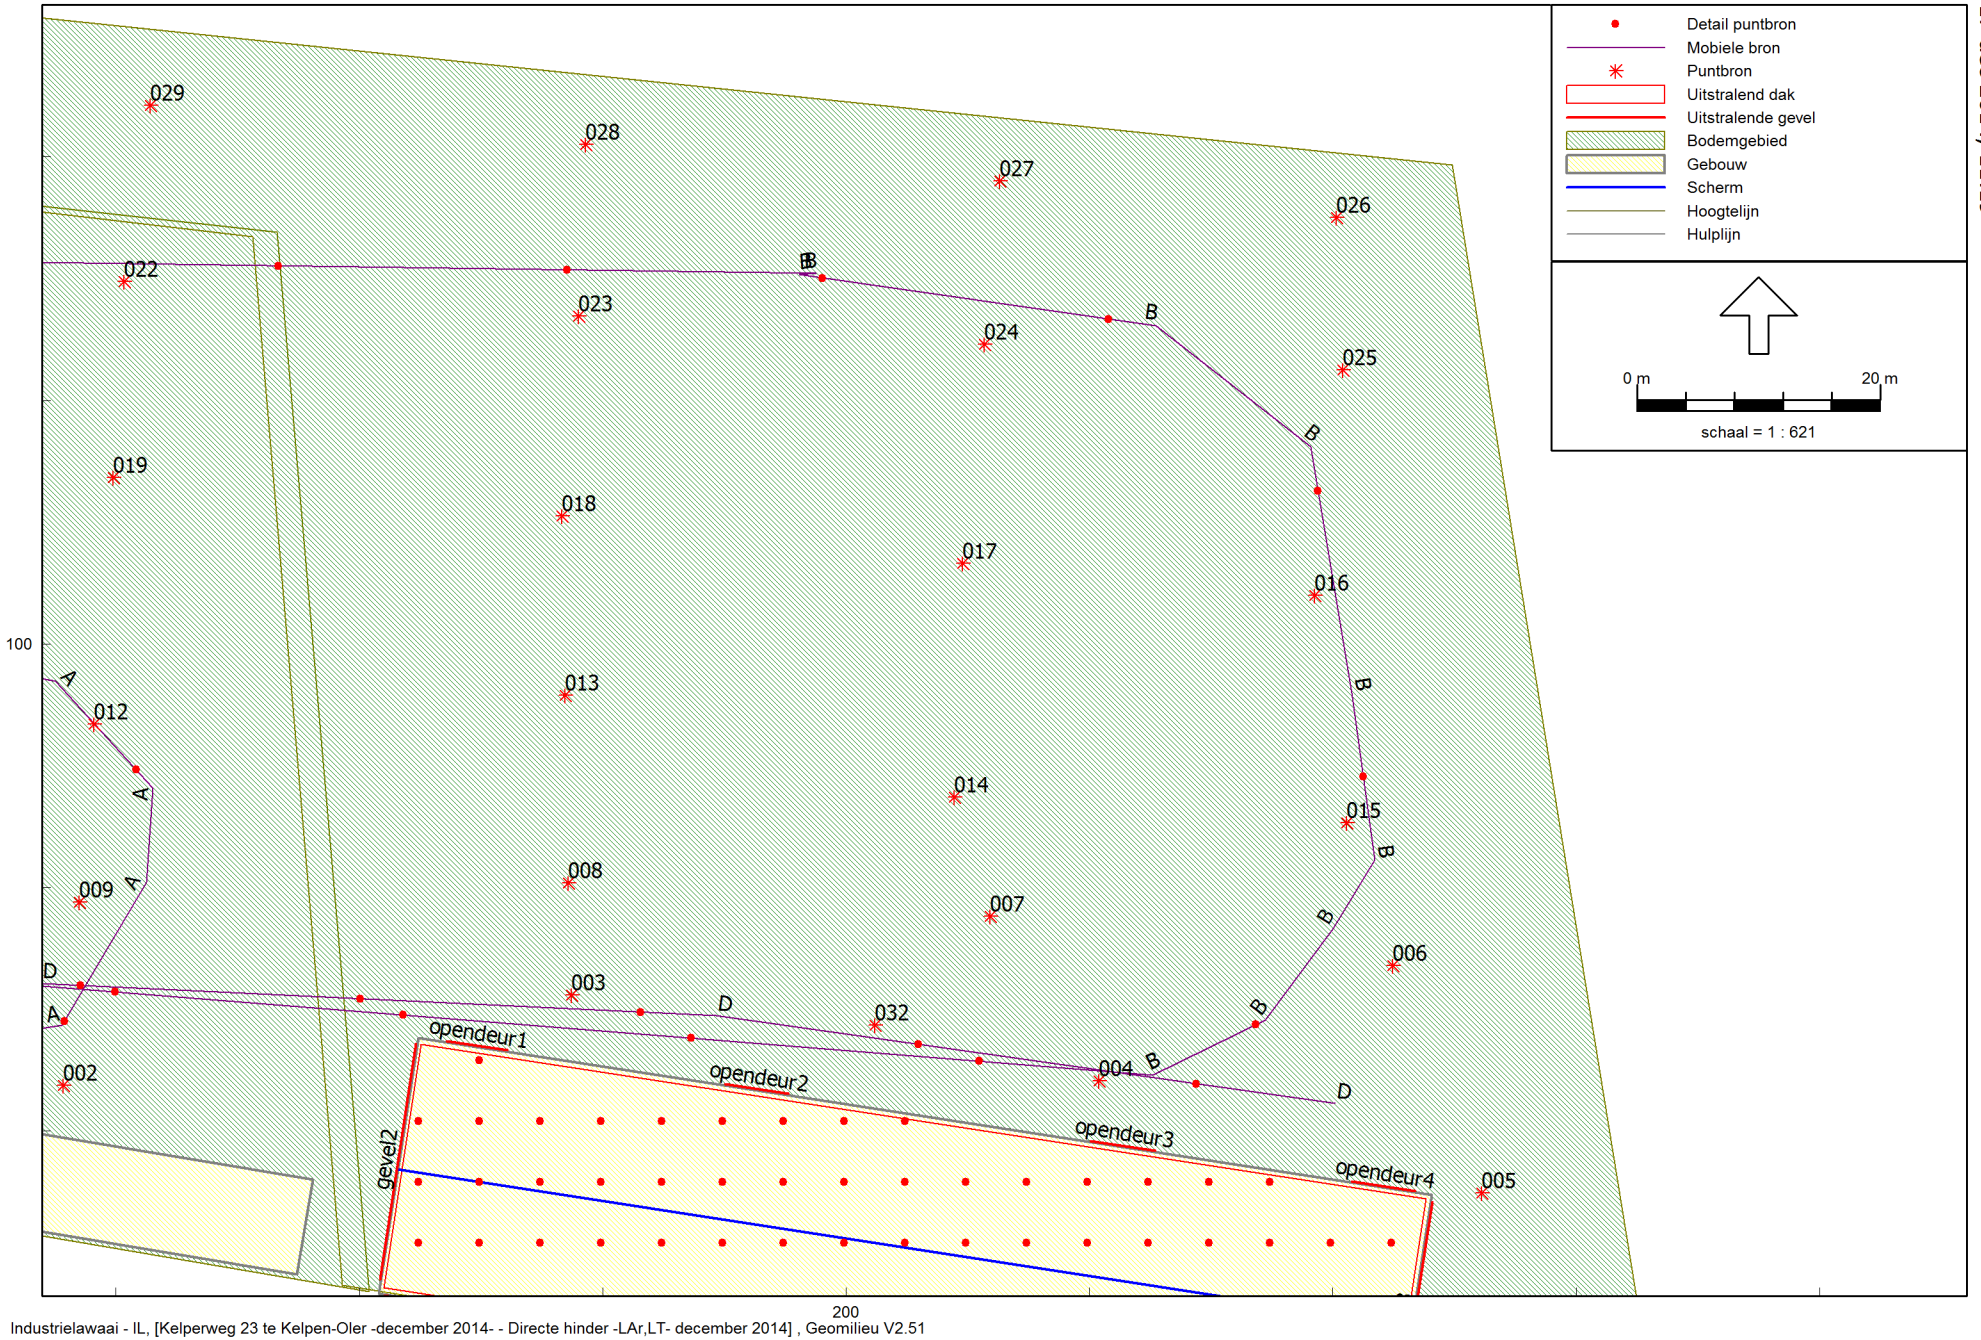 Detail puntbron
Mobiele bron
Puntbron
Uitstralend dak
Uitstralende gevel
Bodemgebied
Gebouw
Scherm
Hoogtelijn
Hulplijn
0 m 20 m
schaal = 1 : 621
029
028
027
026
022
B B
023
B
024
025
B
019
018
017
016
100
A
B
013
012
A
014
015
B
A
008
009
007
B
006
D
003
D
B
A
032
opendeur1
B
004
002
opendeur2
D
opendeur3
gevel2
opendeur4
005
200
Industrielawaai - IL, [Kelperweg 23 te Kelpen-Oler -december 2014- - Directe hinder -LAr,LT- december 2014] , Geomilieu V2.51